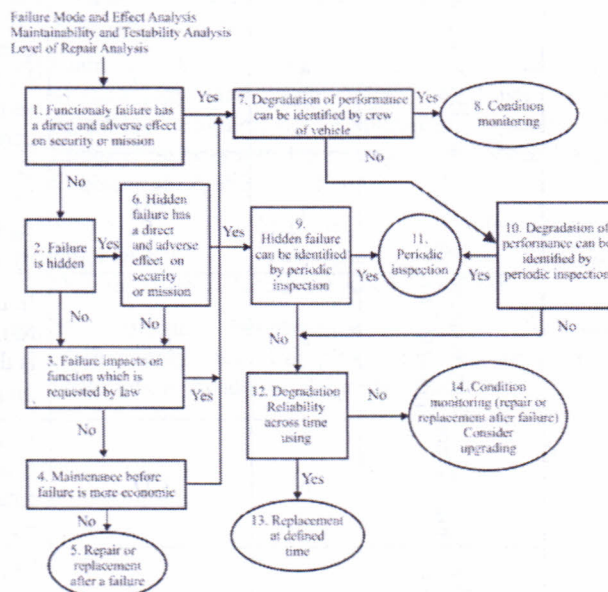 Failure Mode and Effect Analysis
Maintainability and Testability Analysis
Level of Repair Analysis
1. Functionaly failure has
a direct and adverse effect
on security or mission
Yes
7. Degradation of performance
can be identified by crew
of vehicle
Yes
8. Condition
monitoring
No
No
2. Failure
is hidden
Yes
6. Hidden
failure has
a direct
and adverse
effect on
security
or mission
Yes
9.
Hidden failure
can be identified
by periodic
inspection
Yes
11.
Periodic
inspection
Yes
10. Degradation of
performance can be
identified by
periodic inspection
No.
No
No
No
3. Failure impacts on
function which is
requested by law
Yes
12. Degradation
Reliability
across time
using
No
14. Condition
monitoring (repair or
replacement after failure)
Consider
upgrading
No
4. Maintenance before
failure is more economic
Yes
No
5. Repair or
replacement
after a failure
13. Replacement
at defined
time